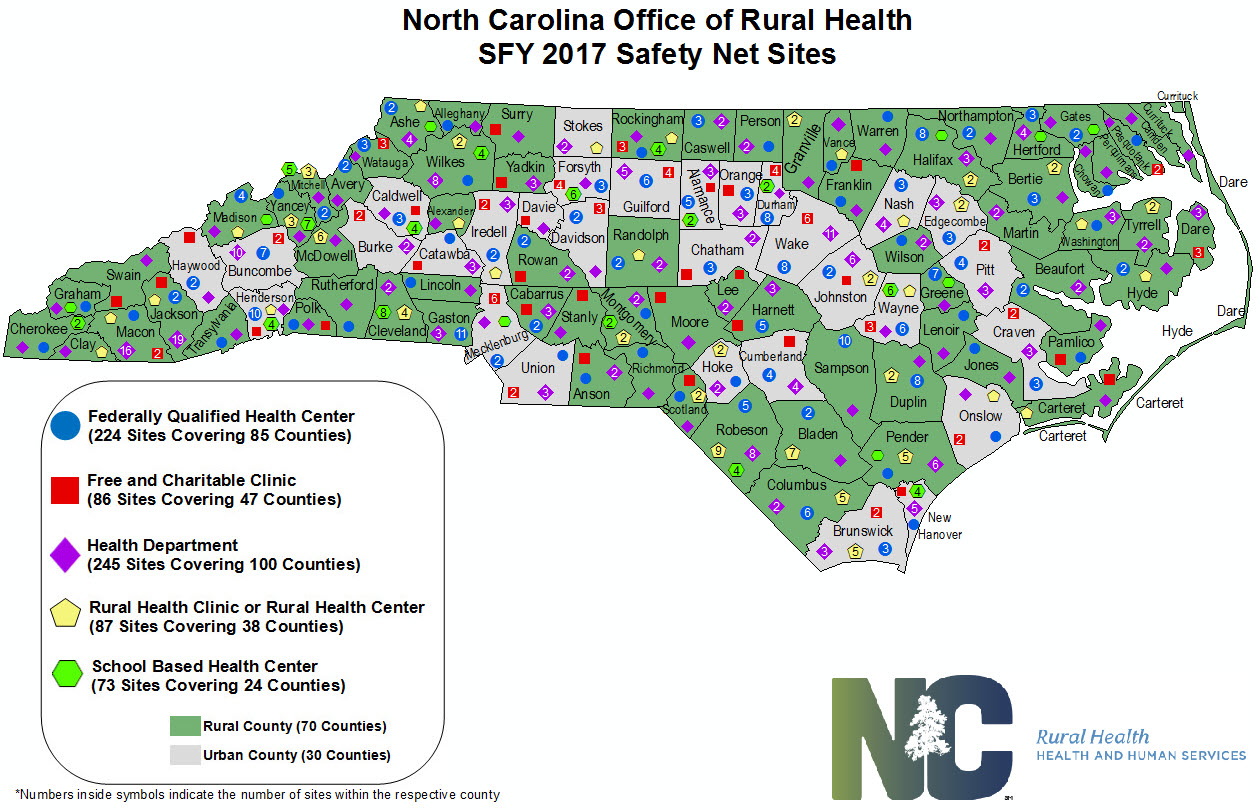 North Carolina Office of Rural Health
SFY 2017 Safety Net Sites
Currituck
Alleghany
Surry
Stokes
Rockingham
Caswell
Person
Granville
Vance
Warren
Northampton
Gates
Currituck
Camden
Pasquotank
Perquimans
Chowan
Ashe
Watauga
Wilkes
Yadkin
Forsyth
Guilford
Alamance
Orange
Durham
Franklin
Halifax
Hertford
Bertie
Dare
Mitchell
Avery
Yancey
Caldwell
Alexander
Iredell
Davie
Davidson
Randolph
Chatham
Wake
Nash
Edgecombe
Martin
Washington
Tyrrell
Dare
Madison
McDowell
Burke
Catawba
Rowan
Wilson
Pitt
Beaufort
Hyde
Swain
Haywood
Buncombe
Rutherford
Lincoln
Cabarrus
Montgomery
Lee
Harnett
Johnston
Wayne
Greene
Dare
Hyde
Graham
Jackson
Henderson
Polk
Cleveland
Gaston
Stanly
Moore
Lenoir
Craven
Pamlico
Cherokee
Clay
Macon
Transylvania
Mecklenburg
Union
Anson
Richmond
Hoke
Cumberland
Sampson
Duplin
Jones
Carteret
Carteret
Carteret
Scotland
Robeson
Bladen
Pender
Onslow
Columbus
Brunswick
New
Hanover
Federally Qualified Health Center
(224 Sites Covering 85 Counties)
Free and Charitable Clinic
(86 Sites Covering 47 Counties)
Health Department
(245 Sites Covering 100 Counties)
Rural Health Clinic or Rural Health Center
(87 Sites Covering 38 Counties)
School Based Health Center
(73 Sites Covering 24 Counties)
Rural County (70 Counties)
Urban County (30 Counties)
*Numbers inside symbols indicate the number of sites within the respective county
NC
Rural Health
HEALTH AND HUMAN SERVICES